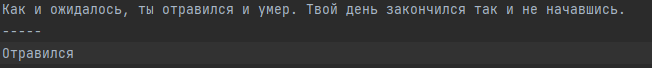 Как и ожидалось, ты отравился и умер. Твой день закончился так и не начавшись.
-----
Отравился